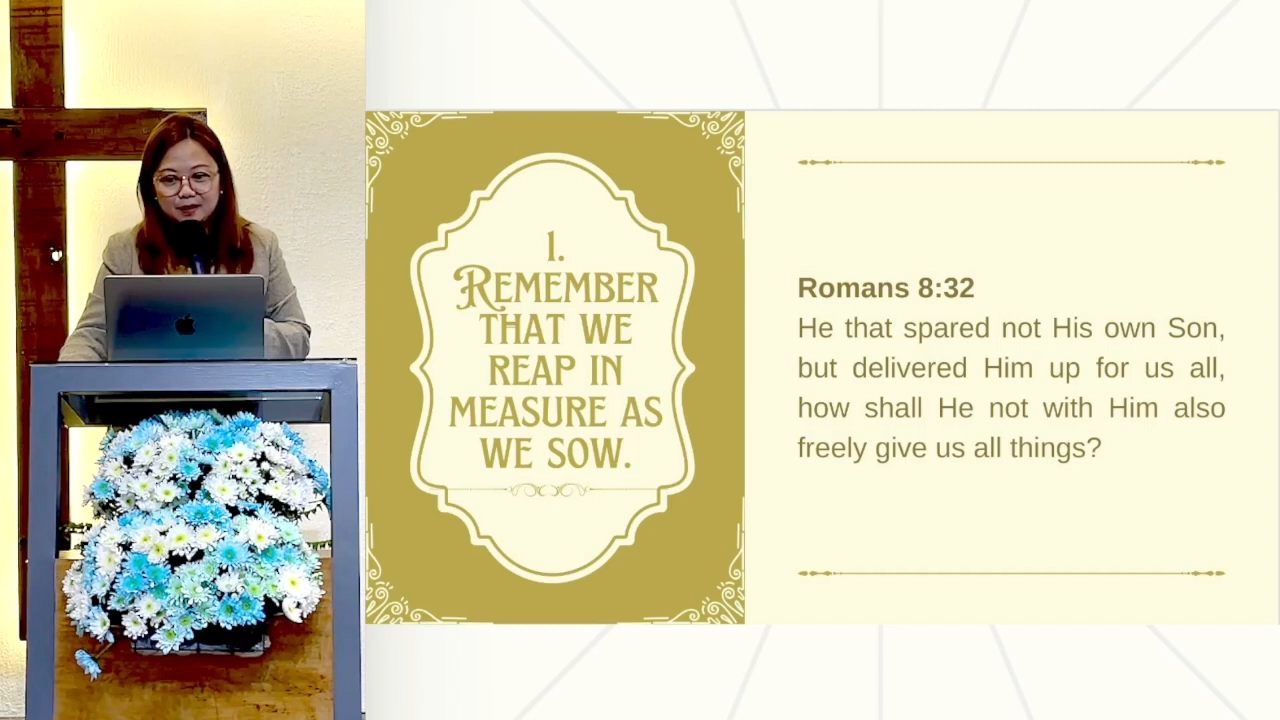 1.
REMEMBER
THAT WE
REAP IN
MEASURE AS
WE SOW.
Romans 8:32
He that spared not His own Son,
but delivered Him up for us all,
how shall He not with Him also
freely give us all things?